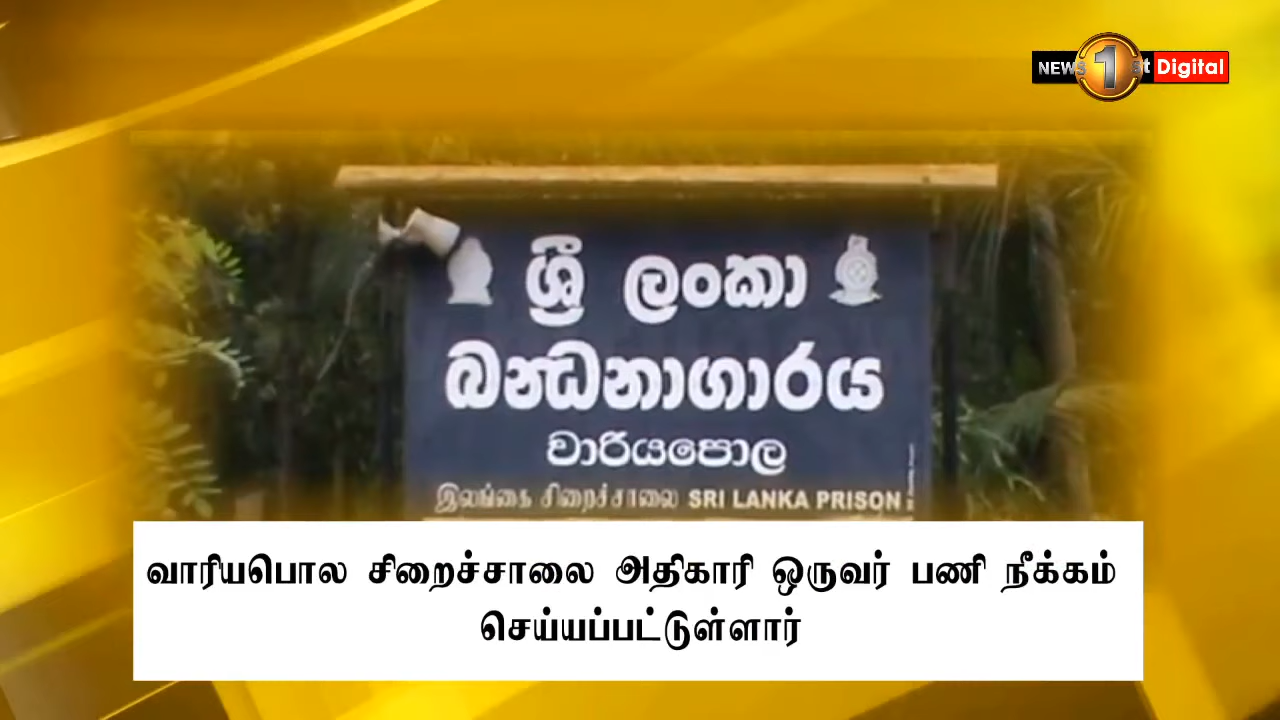 NEWS 1st Digital
ශ්‍රී ලංකා
බන්ධනාගාරය
වාරියපොල
இலங்கை சிறைச்சாலை SRI LANKA PRISON
வாரியபொல சிறைச்சாலை அதிகாரி ஒருவர் பணி நீக்கம்
செய்யப்பட்டுள்ளார்